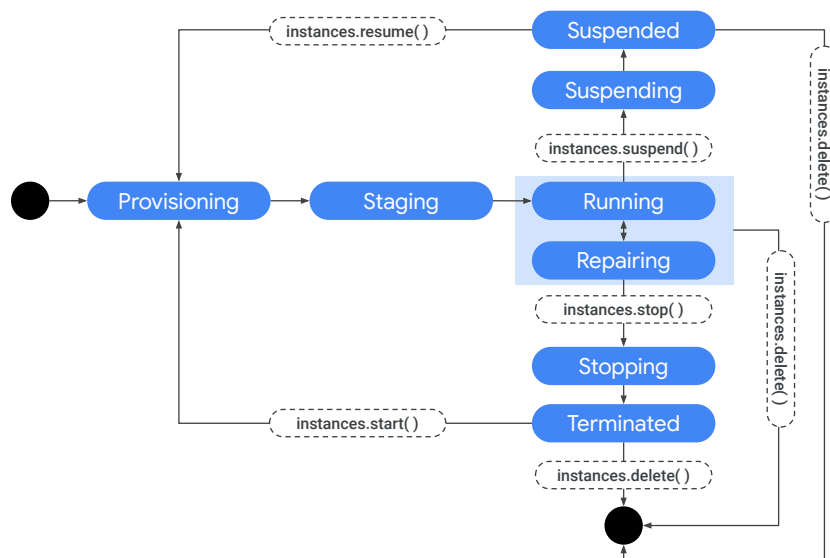 instances.resume( )
Suspended
Suspending
instances.delete( )
instances.suspend( )
Provisioning
Staging
Running
Repairing
instances.delete( )
instances.stop( )
Stopping
instances.start( )
Terminated
instances.delete( )